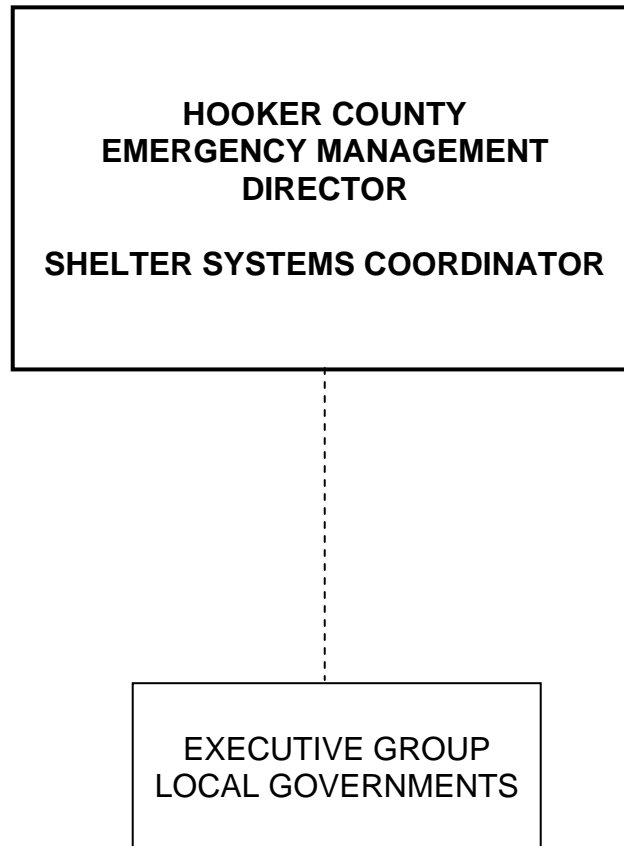 HOOKER COUNTY
EMERGENCY MANAGEMENT
DIRECTOR
SHELTER SYSTEMS COORDINATOR
EXECUTIVE GROUP
LOCAL GOVERNMENTS